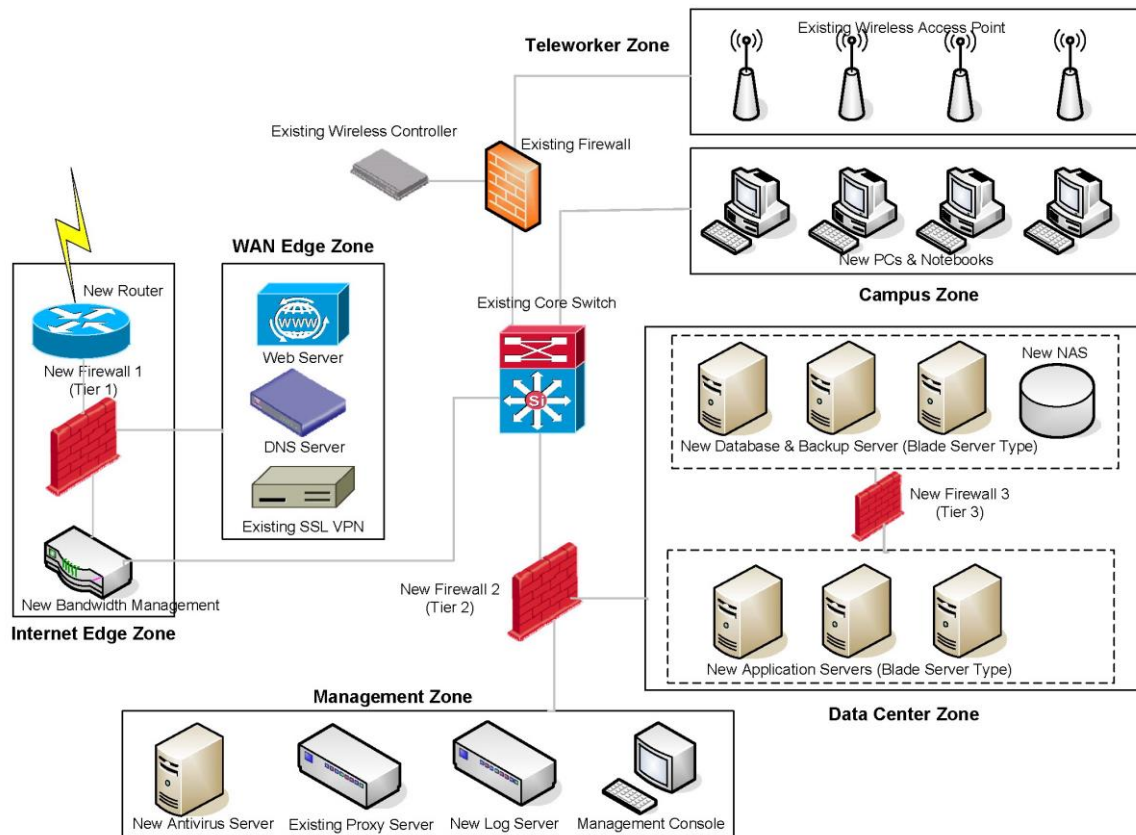 Existing Wireless Access Point
Teleworker Zone
Existing Wireless Controller
Existing Firewall
New PCs & Notebooks
Campus Zone
WAN Edge Zone
New Router
Web Server
DNS Server
Existing SSL VPN
WWW
New Firewall 1
(Tier 1)
New Bandwidth Management
Internet Edge Zone
Existing Core Switch
Si
New NAS
New Database & Backup Server (Blade Server Type)
New Firewall 3
(Tier 3)
New Application Servers (Blade Server Type)
Data Center Zone
New Firewall 2
(Tier 2)
Management Zone
New Antivirus Server
Existing Proxy Server
New Log Server
Management Console